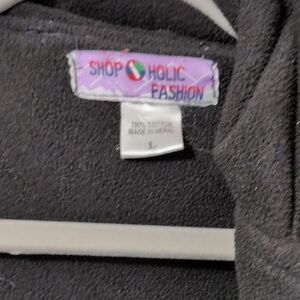 SHOP HOLIC
FASHION
100% COTTON
MADE IN NEPAL
L